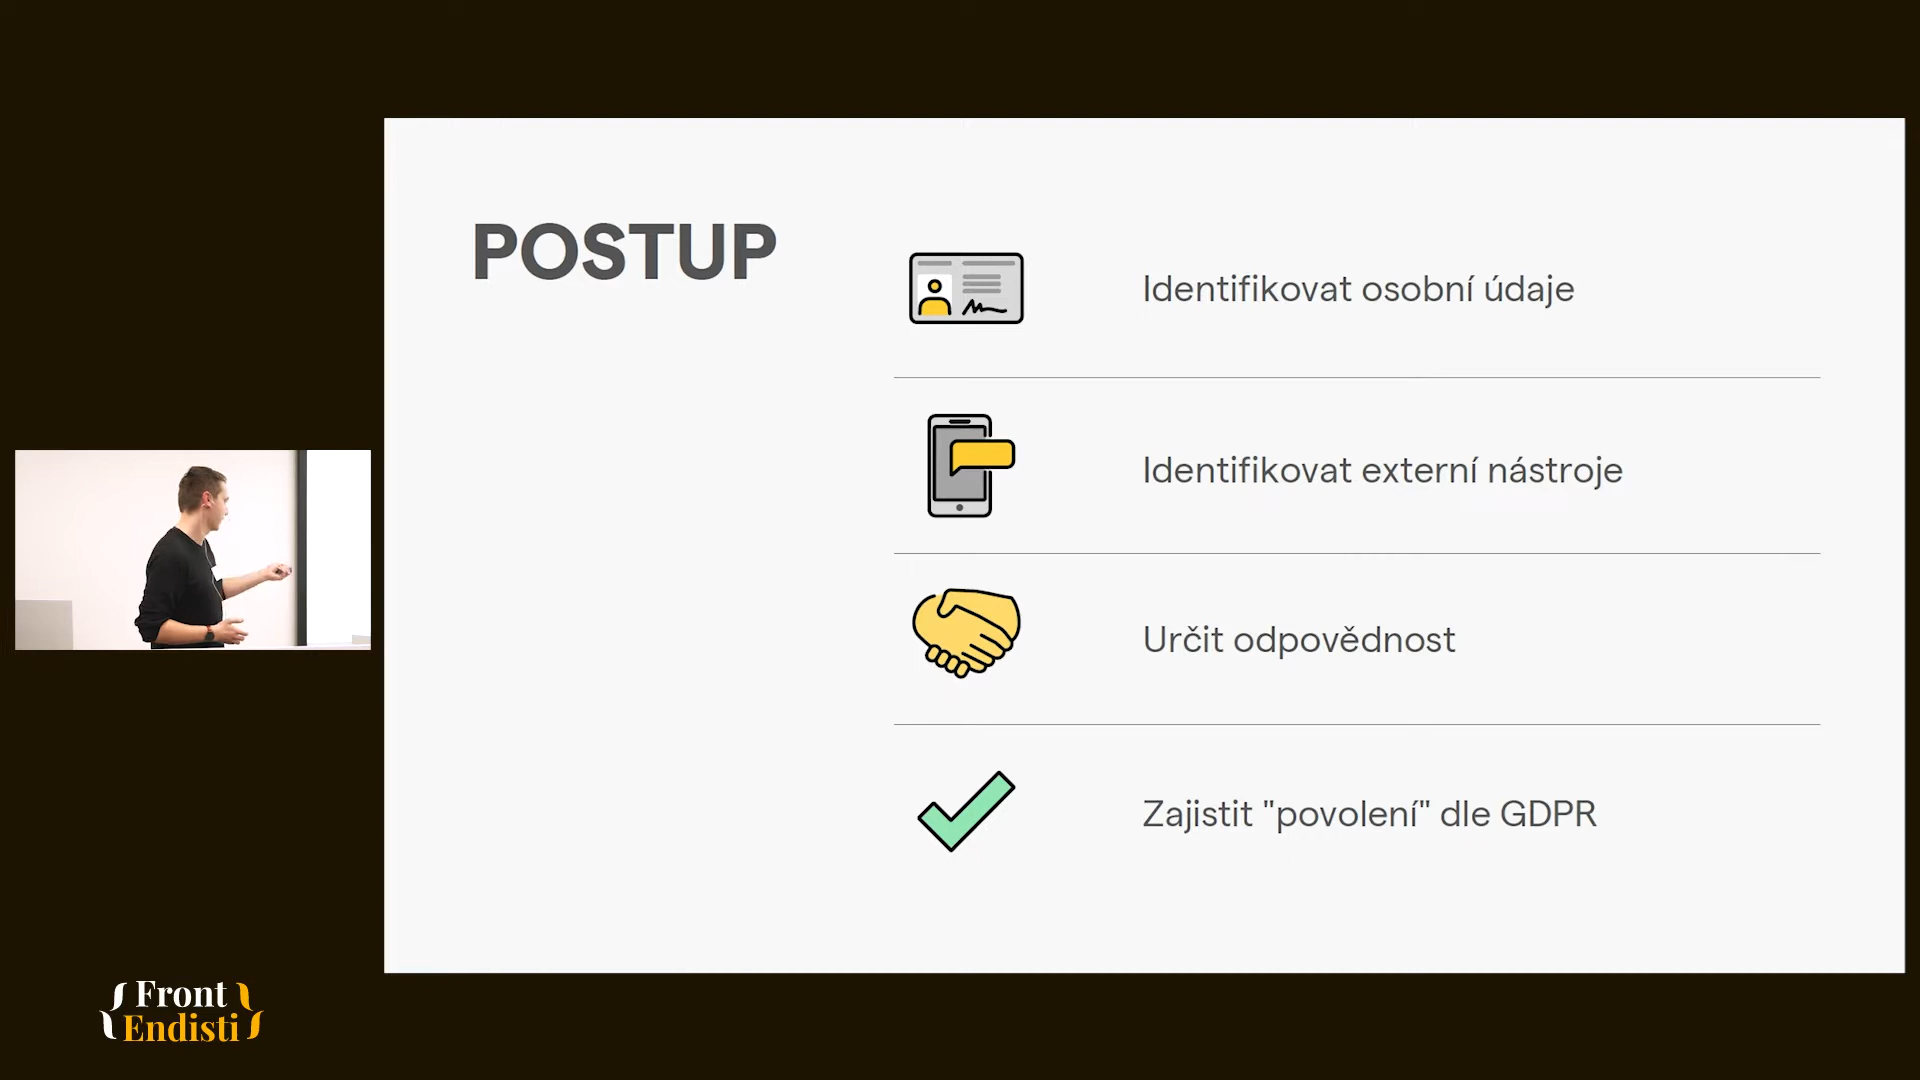 POSTUP
Identifikovat osobní údaje
Identifikovat externí nástroje
Určit odpovědnost
Zajistit "povolení" dle GDPR
{ Front }
{ Endisti }